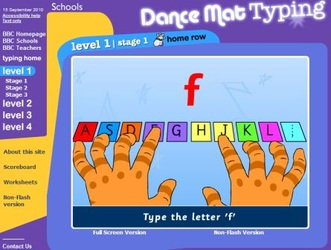 15 September 2010
Accessibility help
Text only
BBC Homepage
BBC Schools
BBC Teachers
typing home
level 1
Stage 1
Stage 2
Stage 3
level 2
level 3
level 4
About this site
Scoreboard
Worksheets
Non-Flash
version
Contact Us
Schools
Dance Mat Typing
level 1 | stage 1 home row
f
A S D F G H J K L ;
Type the letter 'f'
Full Screen Version Non-Flash Version